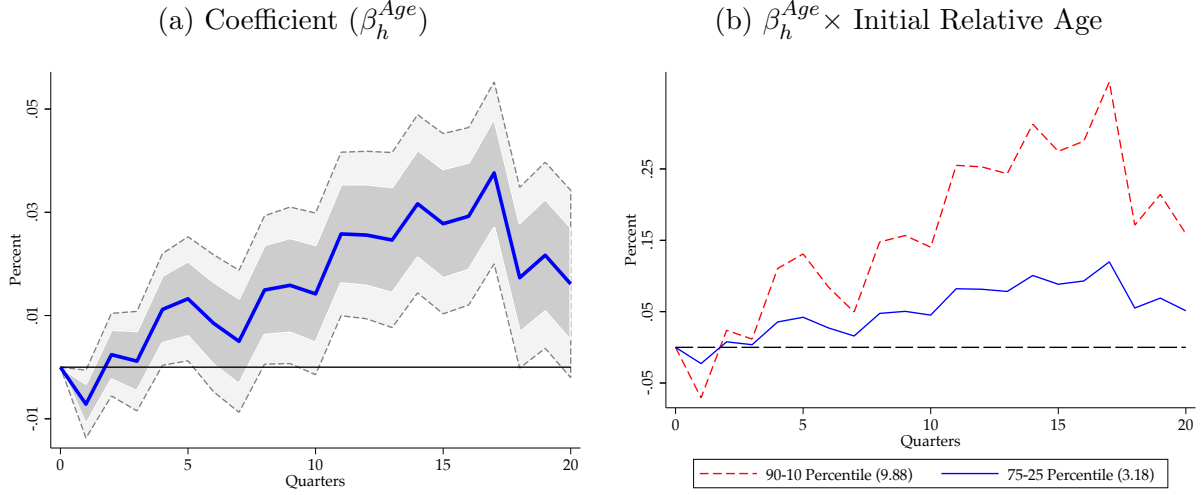 (a) Coefficient (β_h^{Age})
Percent
.05
.03
.01
-.01
0 5 10 15 20
Quarters
(b) β_h^{Age} × Initial Relative Age
Percent
.25
.15
.05
-.05
0 5 10 15 20
Quarters
90-10 Percentile (9.88) 75-25 Percentile (3.18)